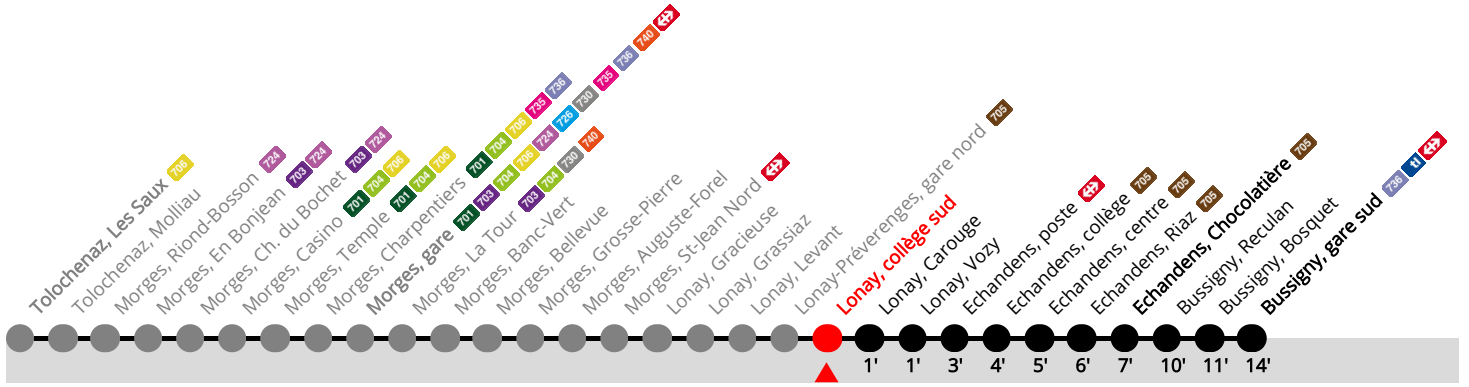 Tolochenaz, Les Saux 706
Tolochenaz, Molliau
Morges, Riond-Bosson 724
Morges, En Bonjean 703 724
Morges, Ch. du Bochet 703 724
Morges, Casino 701 704 706
Morges, Temple 701 704 706
Morges, Charpentiers 701 704 706 735 736
Morges, gare 701 703 704 706 724 726 730 735 736 740
Morges, La Tour 703 704 730 740
Morges, Banc-Vert
Morges, Bellevue
Morges, Grosse-Pierre
Morges, Auguste-Forel
Morges, St-Jean Nord
Lonay, Gracieuse
Lonay, Grassiaz
Lonay, Levant
Lonay-Préverenges, gare nord 705
Lonay, collège sud
Lonay, Carouge
Lonay, Vozy
Echandens, poste
Echandens, collège 705
Echandens, centre 705
Echandens, Riaz 705
Echandens, Chocolatière 705
Bussigny, Reculan
Bussigny, Bosquet
Bussigny, gare sud 736 tl
1' 1' 3' 4' 5' 6' 7' 10' 11' 14'